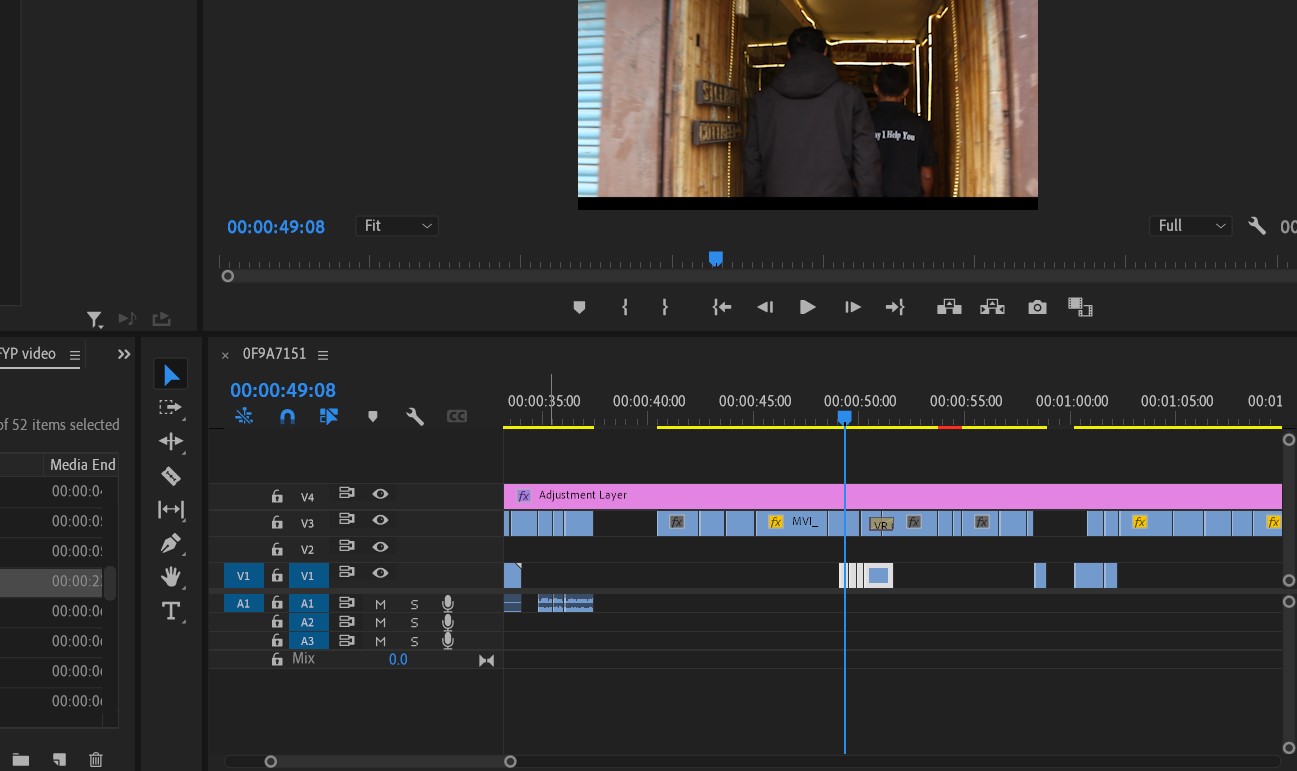 SILL
COTTREL
y I Help You
00:00:49:08
Fit
Full
00
FYP video
0F9A7151
00:00:49:08
of 52 items selected
Media End
00:00:35:00
00:00:40:00
00:00:45:00
00:00:50:00
00:00:55:00
00:01:00:00
00:01:05:00
00:01
CC
00:00:04
00:00:0
00:00:0
00:00:2
00:00:0
00:00:0
00:00:0
00:00:0
V4
fx Adjustment Layer
V3
fx
fx MVI_
VR
fx
fx
fx
fx
V2
V1
V1
A1
A1
M
S
A2
M
S
A3
M
S
Mix
0.0
T